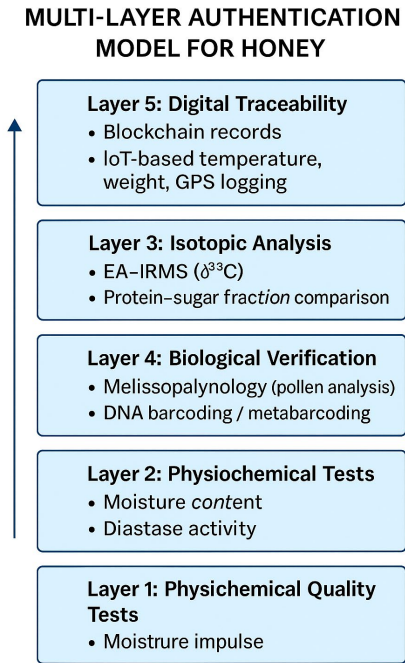 MULTI-LAYER AUTHENTICATION
MODEL FOR HONEY
Layer 5: Digital Traceability
• Blockchain records
• IoT-based temperature,
weight, GPS logging
Layer 3: Isotopic Analysis
• EA–IRMS (δ³³C)
• Protein–sugar fraction comparison
Layer 4: Biological Verification
• Melissopalynology (pollen analysis)
• DNA barcoding / metabarcoding
Layer 2: Physiochemical Tests
• Moisture content
• Diastase activity
Layer 1: Physichemical Quality
Tests
• Moistrure impulse